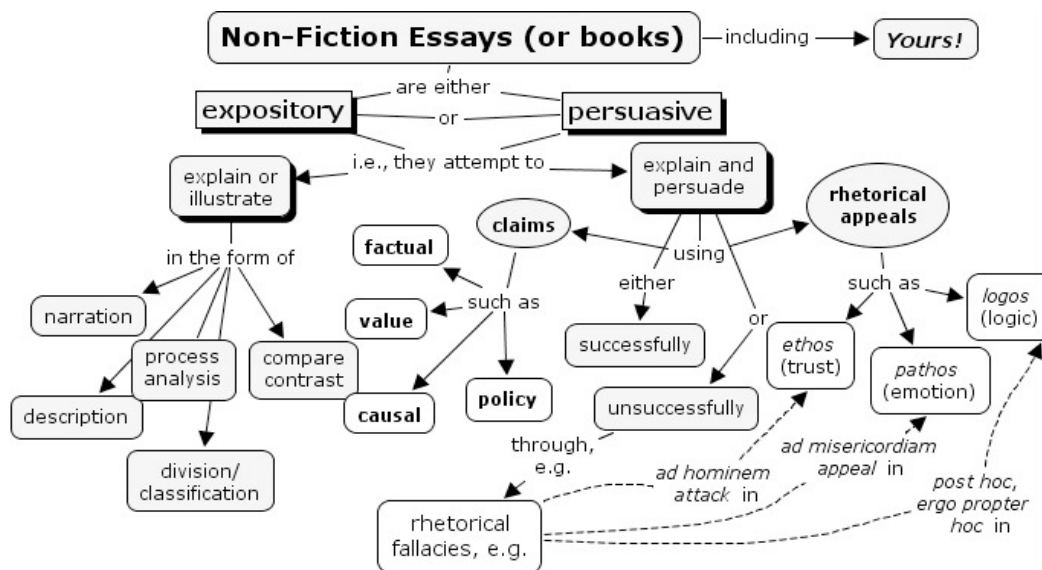 Non-Fiction Essays (or books)
including
Yours!
are either
expository
or
persuasive
i.e., they attempt to
explain or
illustrate
explain and
persuade
rhetorical
appeals
claims
using
factual
in the form of
such as
either
such as
narration
value
or
logos
(logic)
process
analysis
compare
contrast
successfully
ethos
(trust)
pathos
(emotion)
description
causal
policy
unsuccessfully
division/
classification
through,
e.g.
ad hominem
attack in
ad misericordiam
appeal in
post hoc,
ergo propter
hoc in
rhetorical
fallacies, e.g.